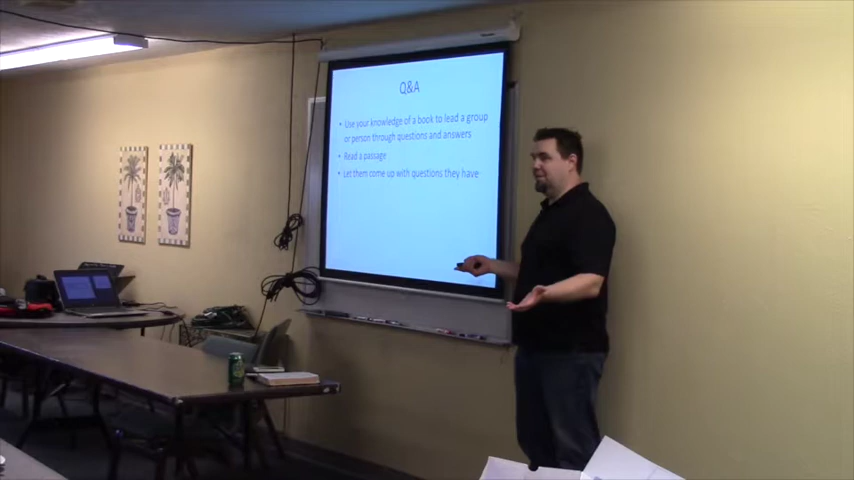 Q&A
• Use your knowledge of a book to lead a group
or person through questions and answers
• Read a passage
• Let them come up with questions they have